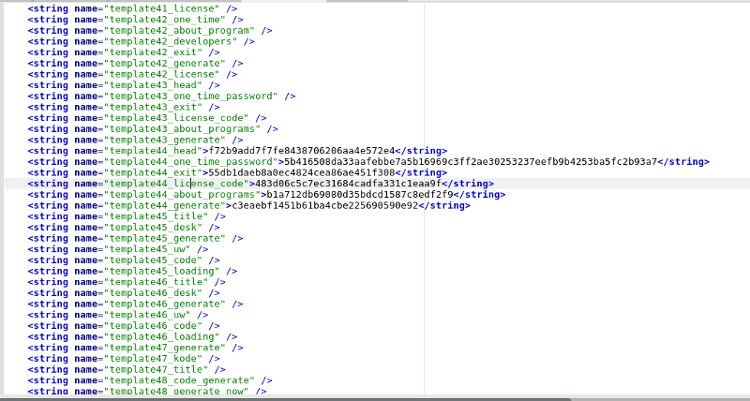 <string name="template41_license" />
<string name="template42_one_time" />
<string name="template42_about_program" />
<string name="template42_developers" />
<string name="template42_exit" />
<string name="template42_generate" />
<string name="template42_license" />
<string name="template43_head" />
<string name="template43_one_time_password" />
<string name="template43_exit" />
<string name="template43_license_code" />
<string name="template43_about_programs" />
<string name="template43_generate" />
<string name="template44_head">f72b9add7f7fe8438706206aa4e572e4</string>
<string name="template44_one_time_password">5b416508da33aafebbe7a5b16969c3ff2ae30253237eefb9b4253ba5fc2b93a7</string>
<string name="template44_exit">55db1daeb8a0ec4824cea86ae451f308</string>
<string name="template44_license_code">483d06c5c7ec31684cadfa331c1eaa9f</string>
<string name="template44_about_programs">b1a712db69080d35bdcd1587c8edf2f9</string>
<string name="template44_generate">c3eaebf1451b61ba4cbe225690590e92</string>
<string name="template45_title" />
<string name="template45_desk" />
<string name="template45_generate" />
<string name="template45_uw" />
<string name="template45_code" />
<string name="template45_loading" />
<string name="template46_title" />
<string name="template46_desk" />
<string name="template46_generate" />
<string name="template46_uw" />
<string name="template46_code" />
<string name="template46_loading" />
<string name="template47_generate" />
<string name="template47_kode" />
<string name="template47_title" />
<string name="template48_code_generate" />
<string name="template48_generate_now" />